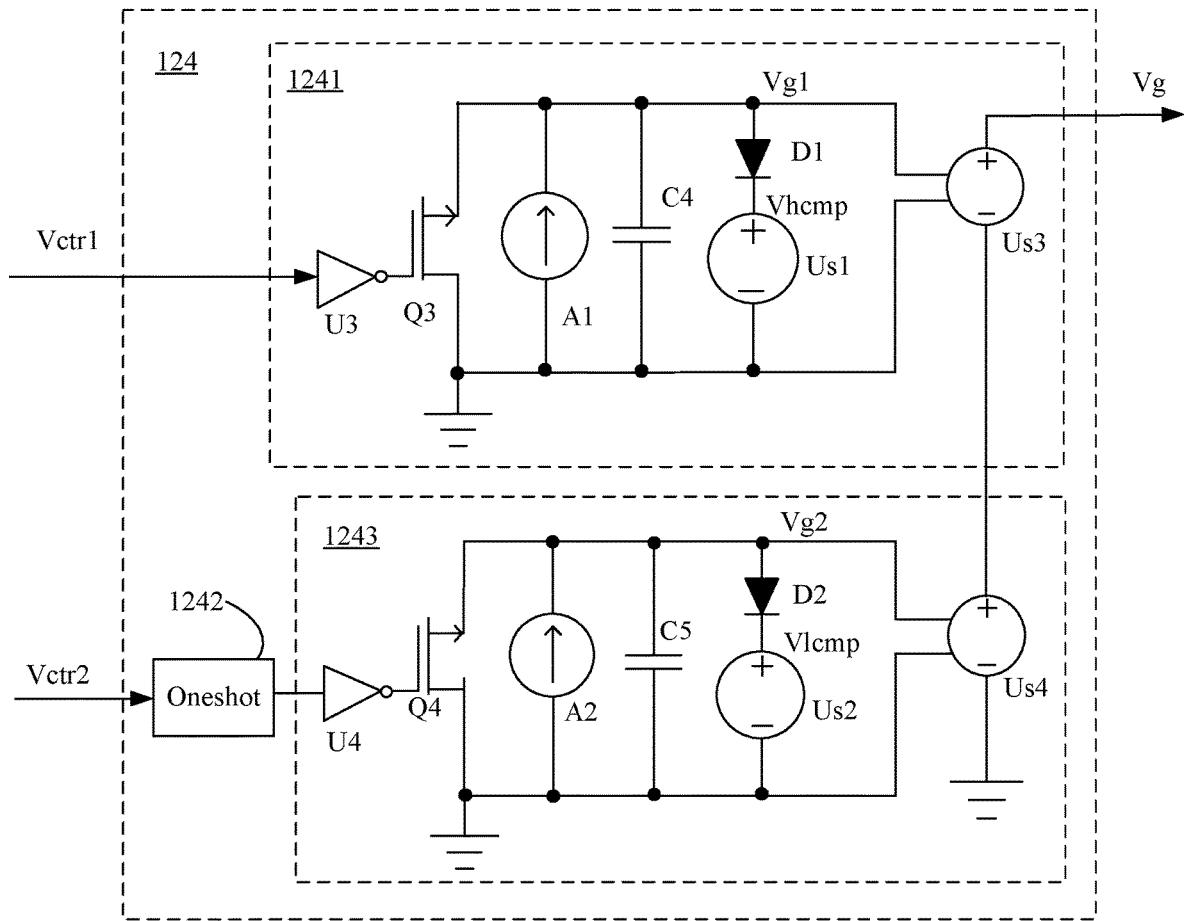 124
1241
Vg1
Vg
D1
C4
Vhcmp
+
+
−
Us3
Vctr1
Us1
−
U3
Q3
A1
1243
Vg2
1242
D2
C5
Vlcmp
+
+
−
Us4
Vctr2
Oneshot
Q4
A2
Us2
−
U4